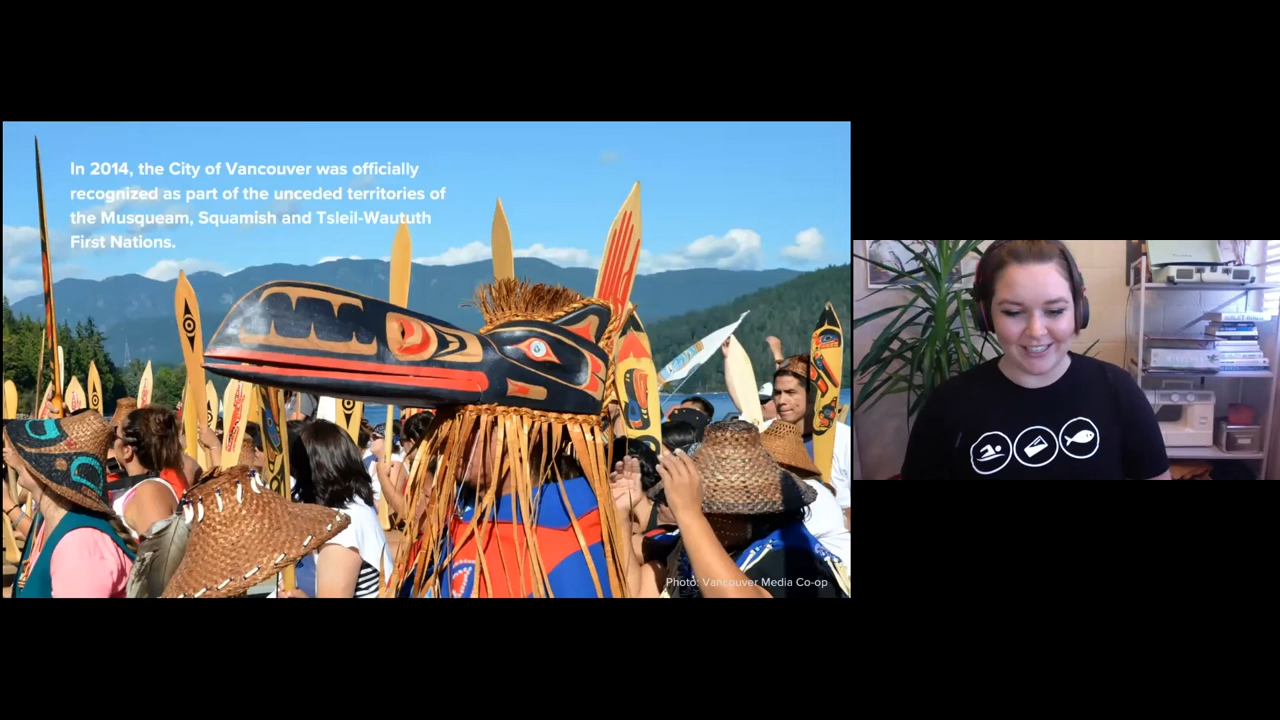 In 2014, the City of Vancouver was officially
recognized as part of the unceded territories of
the Musqueam, Squamish and Tsleil-Waututh
First Nations.
Photo: Vancouver Media Co-op